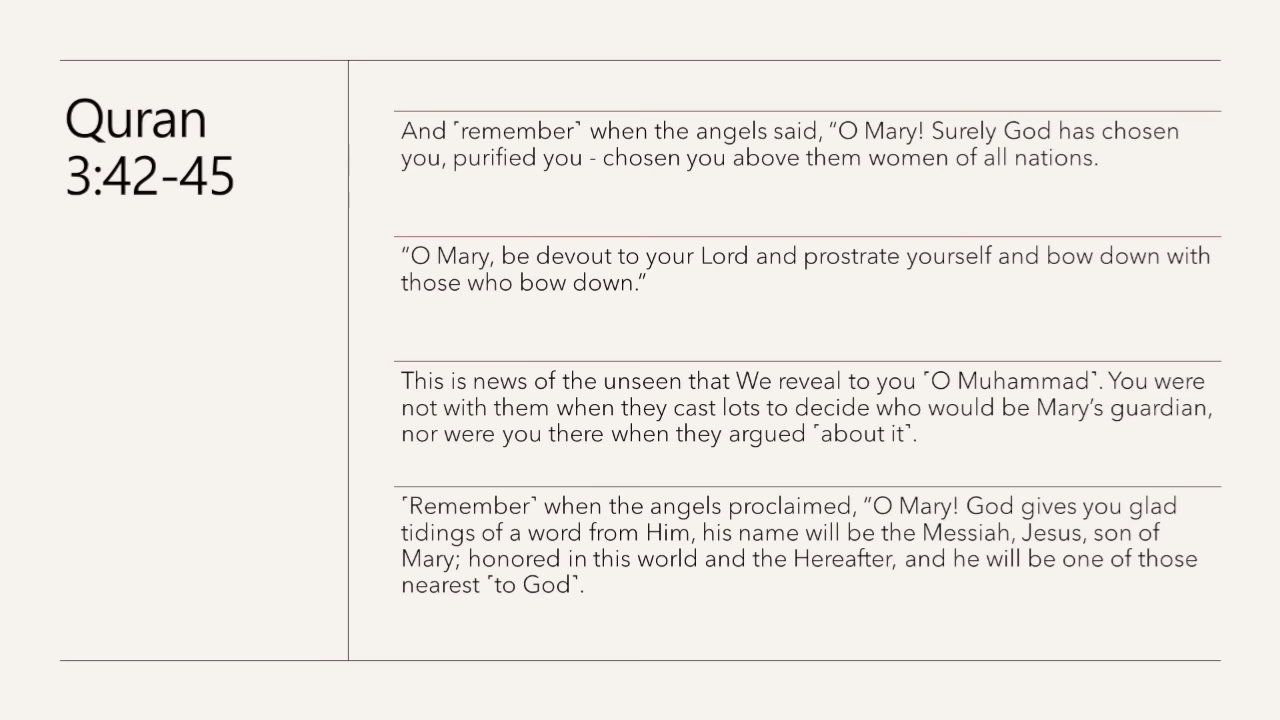 Quran
3:42-45
And ˹remember˺ when the angels said, “O Mary! Surely God has chosen
you, purified you - chosen you above them women of all nations.
“O Mary, be devout to your Lord and prostrate yourself and bow down with
those who bow down.”
This is news of the unseen that We reveal to you ˹O Muhammad˺. You were
not with them when they cast lots to decide who would be Mary’s guardian,
nor were you there when they argued ˹about it˺.
˹Remember˺ when the angels proclaimed, “O Mary! God gives you glad
tidings of a word from Him, his name will be the Messiah, Jesus, son of
Mary; honored in this world and the Hereafter, and he will be one of those
nearest ˹to God˺.